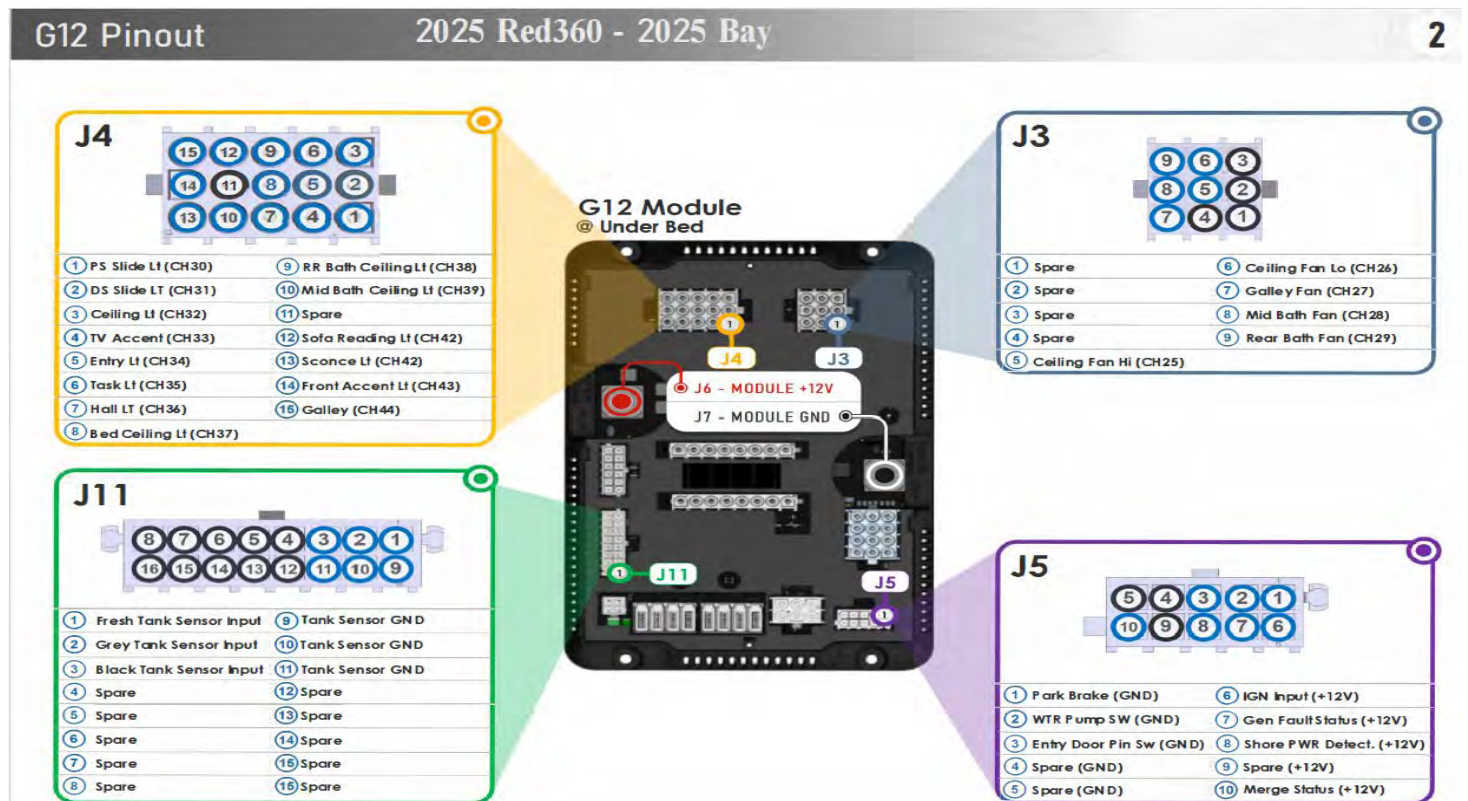 G12 Pinout 2025 Red360 - 2025 Bay 2
J4
15 12 9 6 3
14 11 8 5 2
13 10 7 4 1
1 PS Slide Lt (CH30) 9 RR Bath Ceiling Lt (CH38)
2 DS Slide LT (CH31) 10 Mid Bath Ceiling Lt (CH39)
3 Ceiling Lt (CH32) 11 Spare
4 TV Accent (CH33) 12 Sofa Reading Lt (CH42)
5 Entry Lt (CH34) 13 Sconce Lt (CH42)
6 Task Lt (CH35) 14 Front Accent Lt (CH43)
7 Hall LT (CH36) 15 Galley (CH44)
8 Bed Ceiling Lt (CH37)
J3
9 6 3
8 5 2
7 4 1
1 Spare 6 Ceiling Fan Lo (CH26)
2 Spare 7 Galley Fan (CH27)
3 Spare 8 Mid Bath Fan (CH28)
4 Spare 9 Rear Bath Fan (CH29)
5 Ceiling Fan Hi (CH25)
G12 Module
@ Under Bed
1 1
J4 J3
J6 - MODULE +12V
J7 - MODULE GND
1 J11
J5
1
J11
8 7 6 5 4 3 2 1
16 15 14 13 12 11 10 9
1 Fresh Tank Sensor Input 9 Tank Sensor GND
2 Grey Tank Sensor Input 10 Tank Sensor GND
3 Black Tank Sensor Input 11 Tank Sensor GND
4 Spare 12 Spare
5 Spare 13 Spare
6 Spare 14 Spare
7 Spare 15 Spare
8 Spare 15 Spare
J5
5 4 3 2 1
10 9 8 7 6
1 Park Brake (GND) 6 IGN Input (+12V)
2 WTR Pump SW (GND) 7 Gen Fault Status (+12V)
3 Entry Door Pin Sw (GND) 8 Shore PWR Detect. (+12V)
4 Spare (GND) 9 Spare (+12V)
5 Spare (GND) 10 Merge Status (+12V)